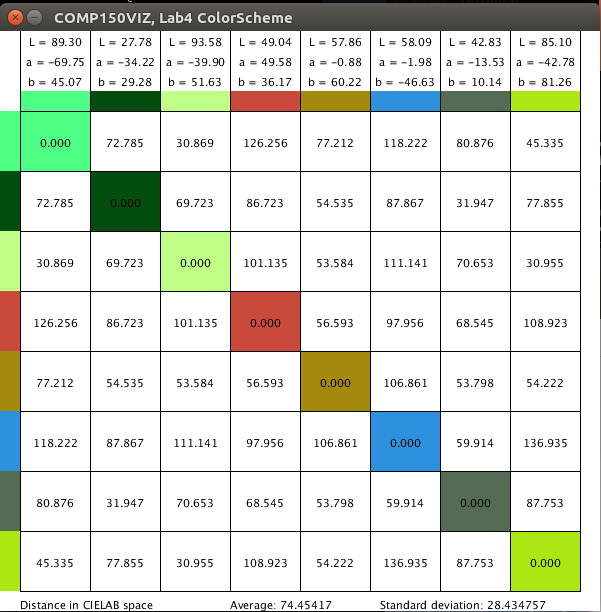 COMP150VIZ, Lab4 ColorScheme
L = 89.30 L = 27.78 L = 93.58 L = 49.04 L = 57.86 L = 58.09 L = 42.83 L = 85.10
a = -69.75 a = -34.22 a = -39.90 a = 49.58 a = -0.88 a = -1.98 a = -13.53 a = -42.78
b = 45.07 b = 29.28 b = 51.63 b = 36.17 b = 60.22 b = -46.63 b = 10.14 b = 81.26
0.000 72.785 30.869 126.256 77.212 118.222 80.876 45.335
72.785 0.000 69.723 86.723 54.535 87.867 31.947 77.855
30.869 69.723 0.000 101.135 53.584 111.141 70.653 30.955
126.256 86.723 101.135 0.000 56.593 97.956 68.545 108.923
77.212 54.535 53.584 56.593 0.000 106.861 53.798 54.222
118.222 87.867 111.141 97.956 106.861 0.000 59.914 136.935
80.876 31.947 70.653 68.545 53.798 59.914 0.000 87.753
45.335 77.855 30.955 108.923 54.222 136.935 87.753 0.000
Distance in CIELAB space Average: 74.45417 Standard deviation: 28.434757